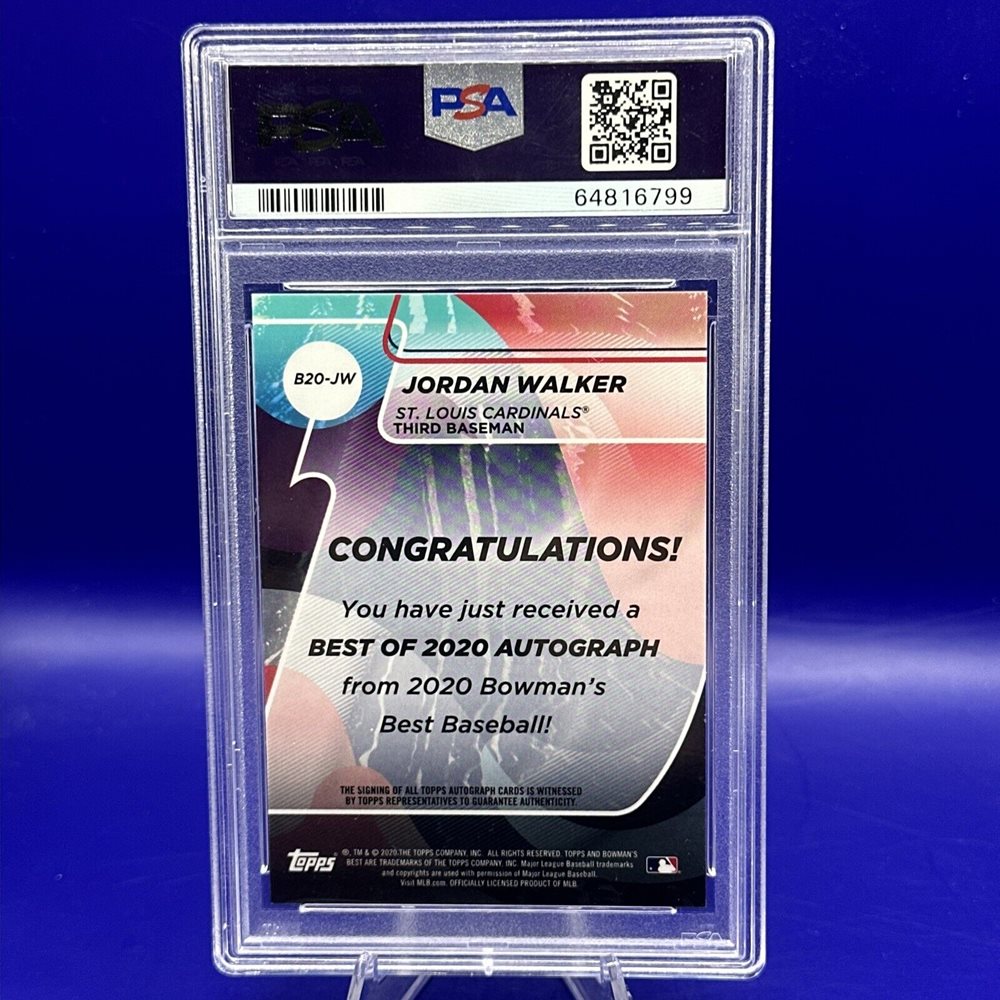 PSA
PSA
64816799
B20-JW
JORDAN WALKER
ST. LOUIS CARDINALS®
THIRD BASEMAN
CONGRATULATIONS!
You have just received a
BEST OF 2020 AUTOGRAPH
from 2020 Bowman's
Best Baseball!
THE SIGNING OF ALL TOPPS AUTOGRAPH CARDS IS WITNESSED
BY TOPPS REPRESENTATIVES TO GUARANTEE AUTHENTICITY.
Topps
®, TM & © 2020.THE TOPPS COMPANY, INC. ALL RIGHTS RESERVED. TOPPS AND BOWMAN'S
BEST ARE TRADEMARKS OF THE TOPPS COMPANY, INC. Major League Baseball trademarks
and copyrights are used with permission of Major League Baseball.
Visit MLB.com. OFFICIALLY LICENSED PRODUCT OF MLB.
PSA